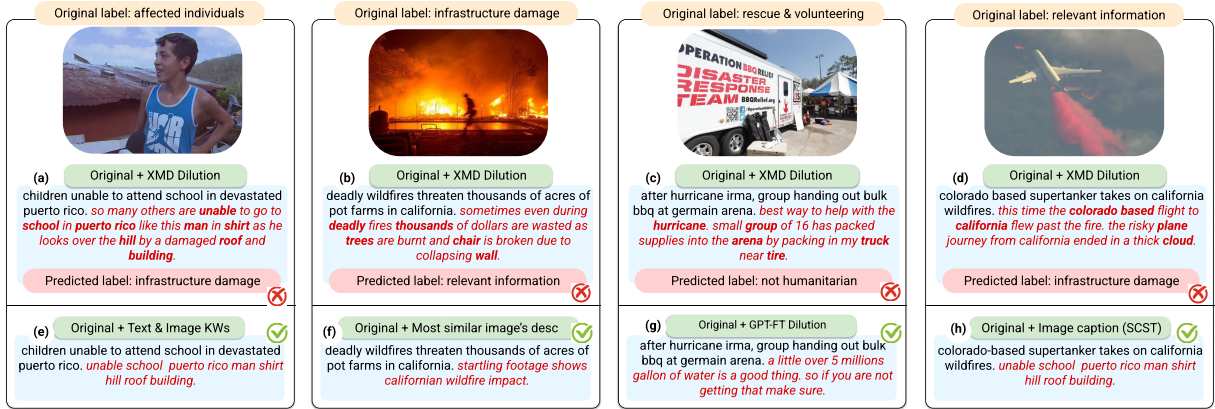 Original label: affected individuals
(a) Original + XMD Dilution
children unable to attend school in devastated
puerto rico. so many others are unable to go to
school in puerto rico like this man in shirt as he
looks over the hill by a damaged roof and
building.
Predicted label: infrastructure damage
(e) Original + Text & Image KWs
children unable to attend school in devastated
puerto rico. unable school puerto rico man shirt
hill roof building.
Original label: infrastructure damage
(b) Original + XMD Dilution
deadly wildfires threaten thousands of acres of
pot farms in california. sometimes even during
deadly fires thousands of dollars are wasted as
trees are burnt and chair is broken due to
collapsing wall.
Predicted label: relevant information
(f) Original + Most similar image's desc
deadly wildfires threaten thousands of acres of
pot farms in california. startling footage shows
californian wildfire impact.
Original label: rescue & volunteering
OPERATION BBQ RELIEF
DISASTER
RESPONSE
TEAM BBQRelief.org
(c) Original + XMD Dilution
after hurricane irma, group handing out bulk
bbq at germain arena. best way to help with the
hurricane. small group of 16 has packed
supplies into the arena by packing in my truck
near tire.
Predicted label: not humanitarian
(g) Original + GPT-FT Dilution
after hurricane irma, group handing out bulk
bbq at germain arena. a little over 5 millions
gallon of water is a good thing. so if you are not
getting that make sure.
Original label: relevant information
(d) Original + XMD Dilution
colorado based supertanker takes on california
wildfires. this time the colorado based flight to
california flew past the fire. the risky plane
journey from california ended in a thick cloud.
Predicted label: infrastructure damage
(h) Original + Image caption (SCST)
colorado-based supertanker takes on california
wildfires. unable school puerto rico man shirt
hill roof building.